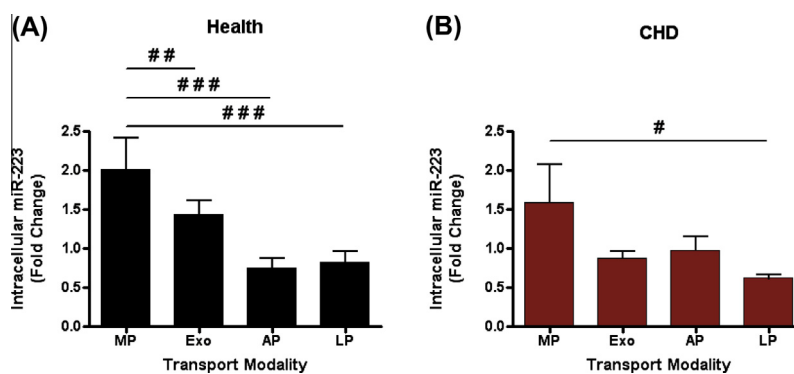 (A)
Health
##
###
###
Intracellular miR-223
(Fold Change)
2.5
2.0
1.5
1.0
0.5
0.0
MP Exo AP LP
Transport Modality
(B)
CHD
#
Intracellular miR-223
(Fold Change)
2.5
2.0
1.5
1.0
0.5
0.0
MP Exo AP LP
Transport Modality